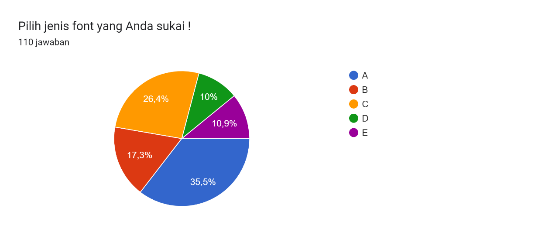 Pilih jenis font yang Anda sukai !
110 jawaban
26,4%
10%
10,9%
17,3%
35,5%
A
B
C
D
E